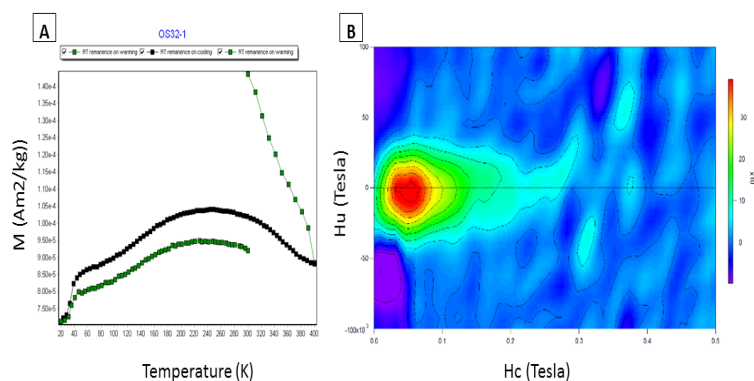 A
B
OS32-1
RT remanence on warming RT remanence on cooling RT remanence on warming
1.40e-4
1.35e-4
1.30e-4
1.25e-4
1.20e-4
1.15e-4
1.10e-4
1.05e-4
1.00e-4
9.50e-5
9.00e-5
8.50e-5
8.00e-5
7.50e-5
M (Am2/kg))
20 40 60 80 100 120 140 160 180 200 220 240 260 280 300 320 340 360 380 400
Temperature (K)
100
50
0
-50
-100x10³
Hu (Tesla)
0.0 0.1 0.2 0.3 0.4 0.5
Hc (Tesla)
30
20
10
0